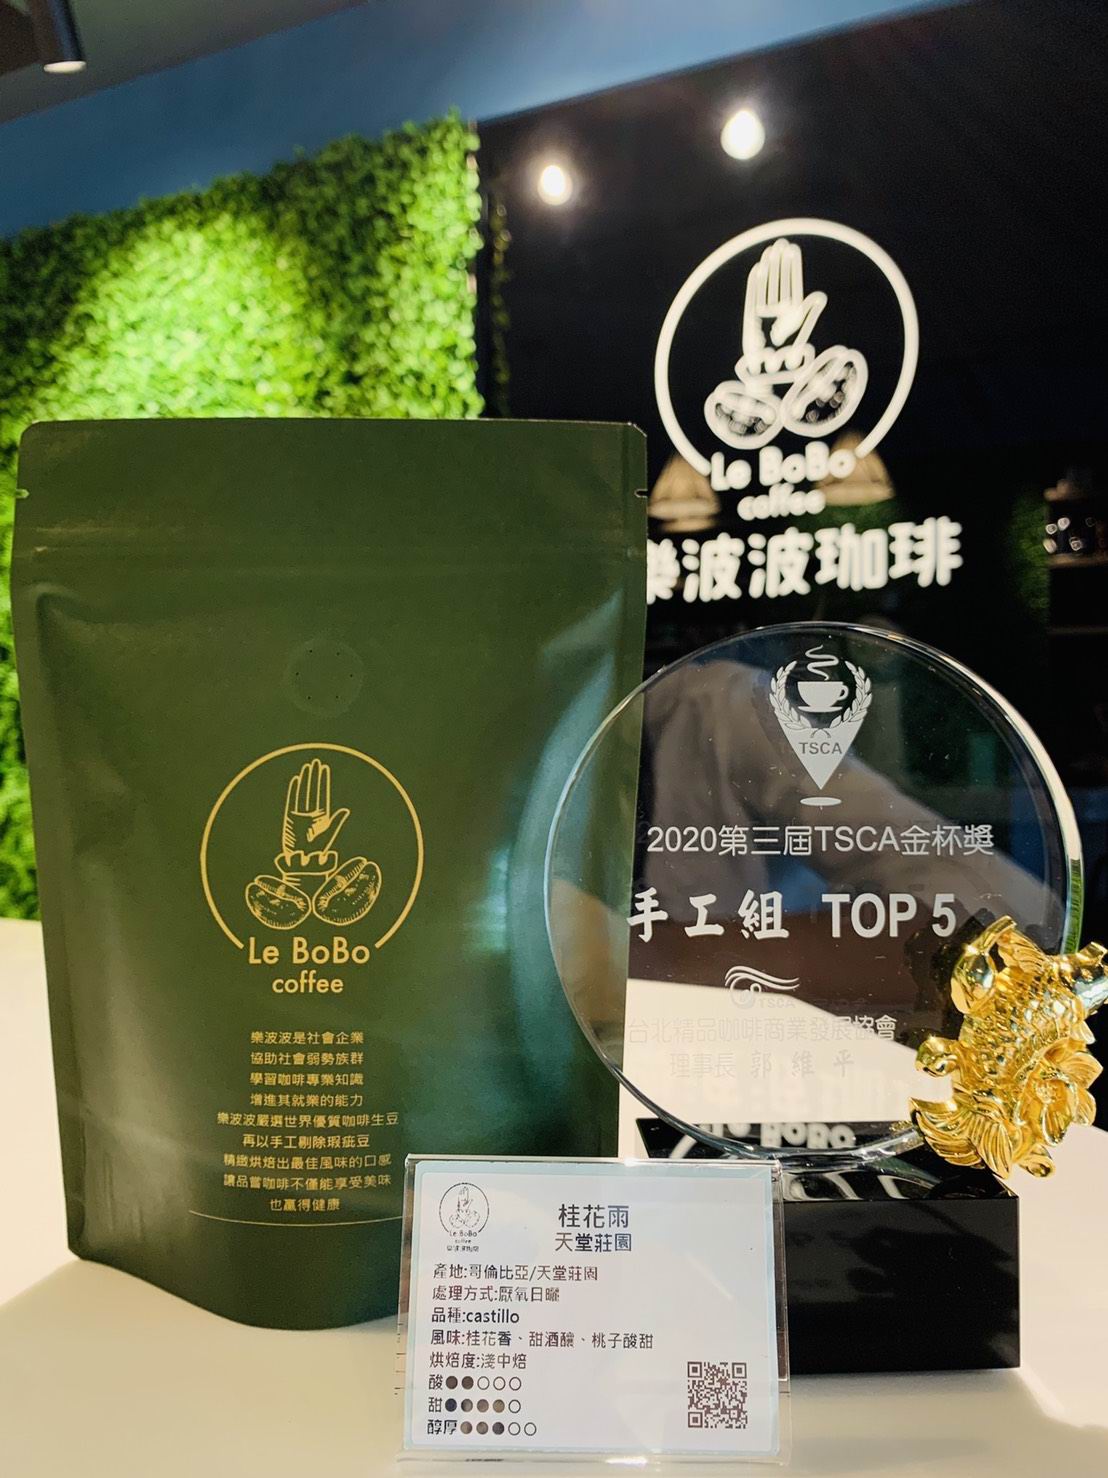 Le BoBo
coffee
樂波波珈琲
TSCA
2020第三屆TSCA金杯獎
手工組 TOP 5
TSCA
台北精品咖啡商業發展協會
理事長 郭維平
Le BoBo
coffee
樂波波是社會企業
協助社會弱勢族群
學習咖啡專業知識
增進其就業的能力
樂波波嚴選世界優質咖啡生豆
再以手工剔除瑕疵豆
精緻烘焙出最佳風味的口感
讓品嘗咖啡不僅能享受美味
也贏得健康
Le BoBo
coffee
樂波波珈琲
桂花雨
天堂莊園
產地:哥倫比亞/天堂莊園
處理方式:厭氧日曬
品種:castillo
風味:桂花香、甜酒釀、桃子酸甜
烘焙度:淺中焙
酸●●○○○
甜●●●●○
醇厚●●●○○